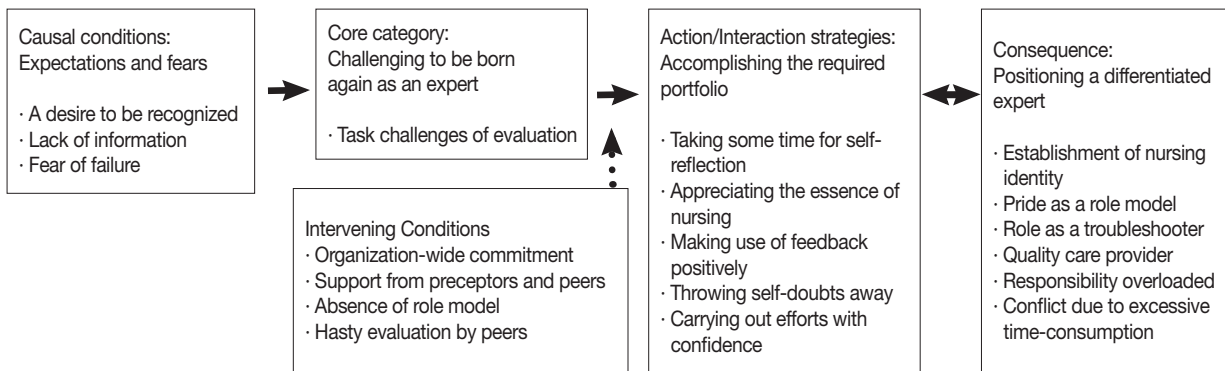 Causal conditions:
Expectations and fears
· A desire to be recognized
· Lack of information
· Fear of failure
Core category:
Challenging to be born
again as an expert
· Task challenges of evaluation
Intervening Conditions
· Organization-wide commitment
· Support from preceptors and peers
· Absence of role model
· Hasty evaluation by peers
Action/Interaction strategies:
Accomplishing the required
portfolio
· Taking some time for self-
reflection
· Appreciating the essence of
nursing
· Making use of feedback
positively
· Throwing self-doubts away
· Carrying out efforts with
confidence
Consequence:
Positioning a differentiated
expert
· Establishment of nursing
identity
· Pride as a role model
· Role as a troubleshooter
· Quality care provider
· Responsibility overloaded
· Conflict due to excessive
time-consumption